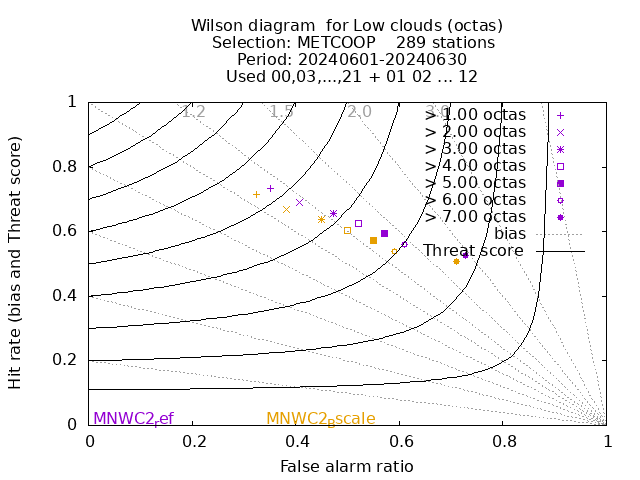 Wilson diagram for Low clouds (octas)
Selection: METCOOP 289 stations
Period: 20240601-20240630
Used 00,03,...,21 + 01 02 ... 12
Hit rate (bias and Threat score)
1
0.8
0.6
0.4
0.2
0
1.2 1.5 2.0 3.0
> 1.00 octas
> 2.00 octas
> 3.00 octas
> 4.00 octas
> 5.00 octas
> 6.00 octas
> 7.00 octas
bias
Threat score
MNWC2ref MNWC2Bscale
0 0.2 0.4 0.6 0.8 1
False alarm ratio